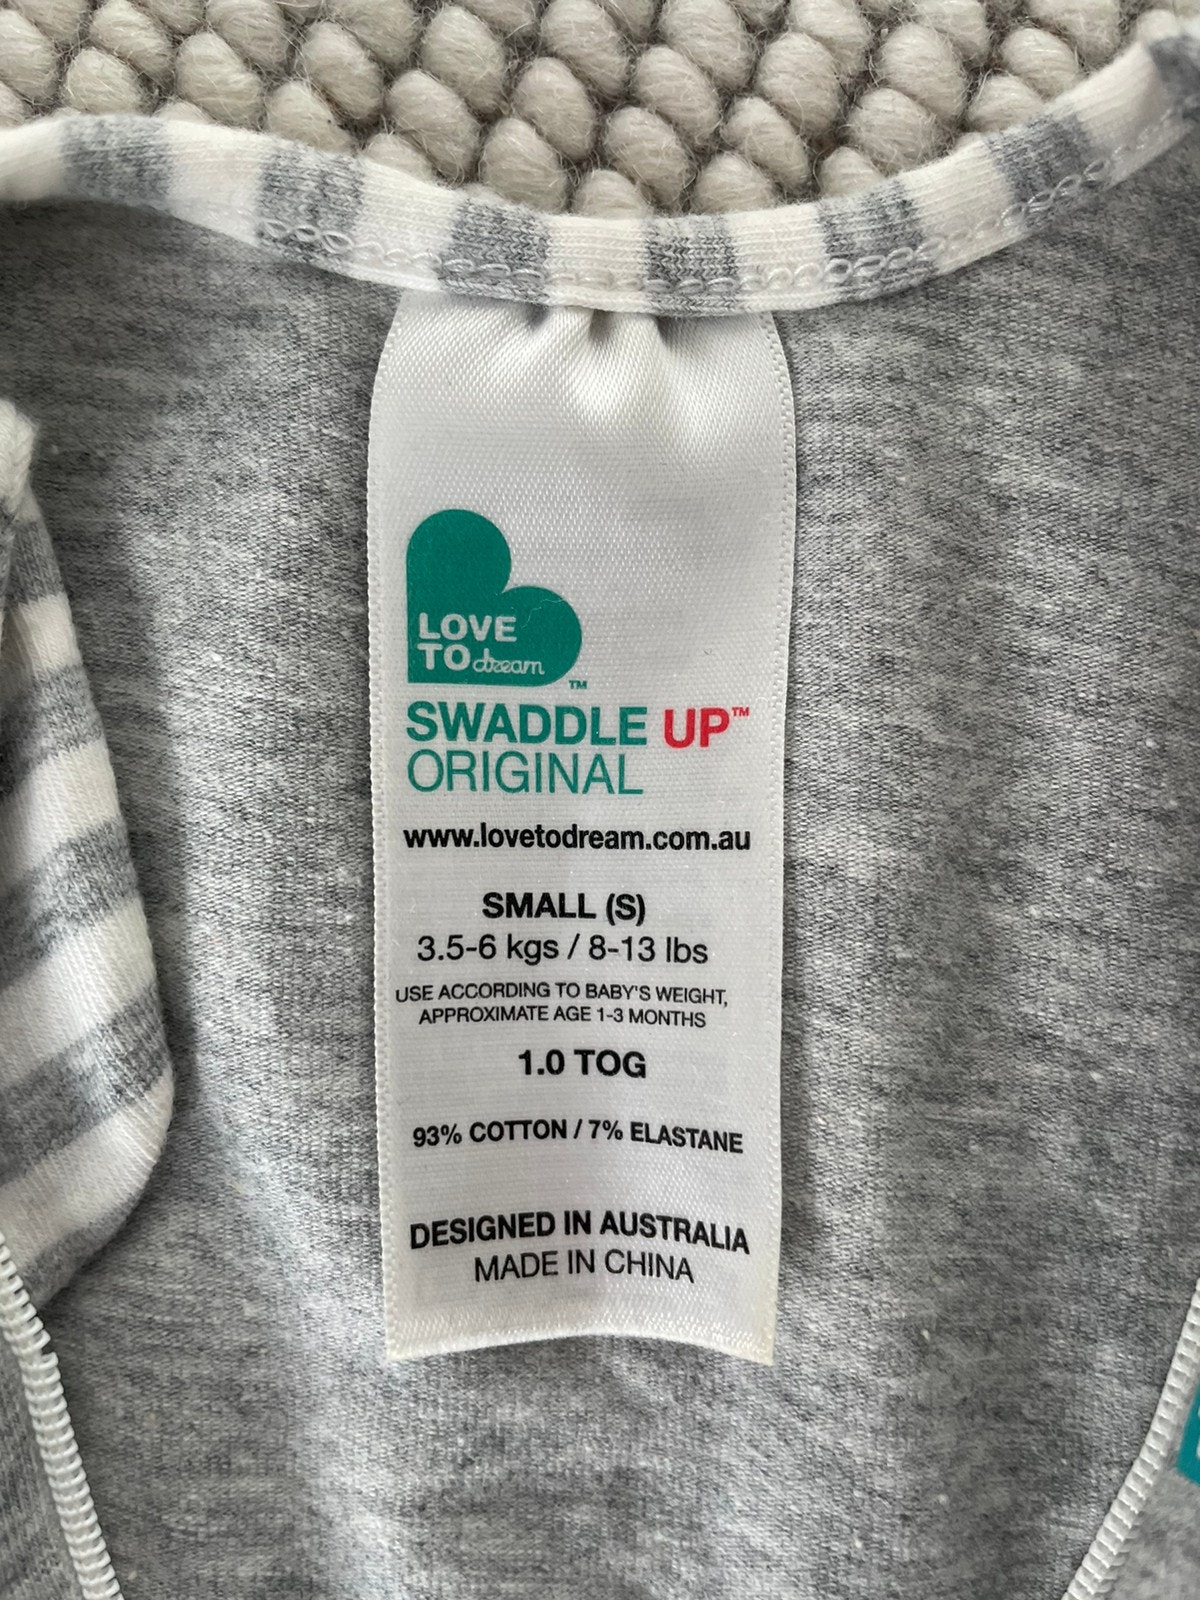 LOVE
TO dream
™
SWADDLE UP™
ORIGINAL
www.lovetodream.com.au
SMALL (S)
3.5-6 kgs / 8-13 lbs
USE ACCORDING TO BABY'S WEIGHT,
APPROXIMATE AGE 1-3 MONTHS
1.0 TOG
93% COTTON / 7% ELASTANE
DESIGNED IN AUSTRALIA
MADE IN CHINA